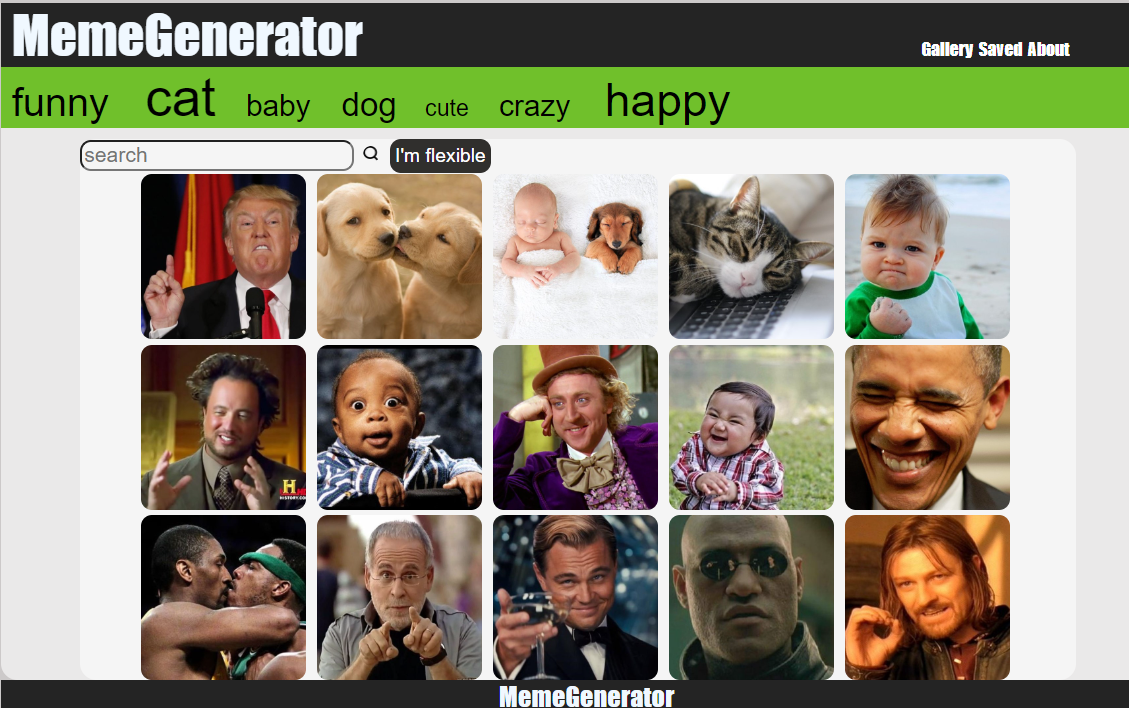 MemeGenerator
Gallery Saved About
funny cat baby dog cute crazy happy
search I'm flexible
H
HISTORY.COM
MemeGenerator